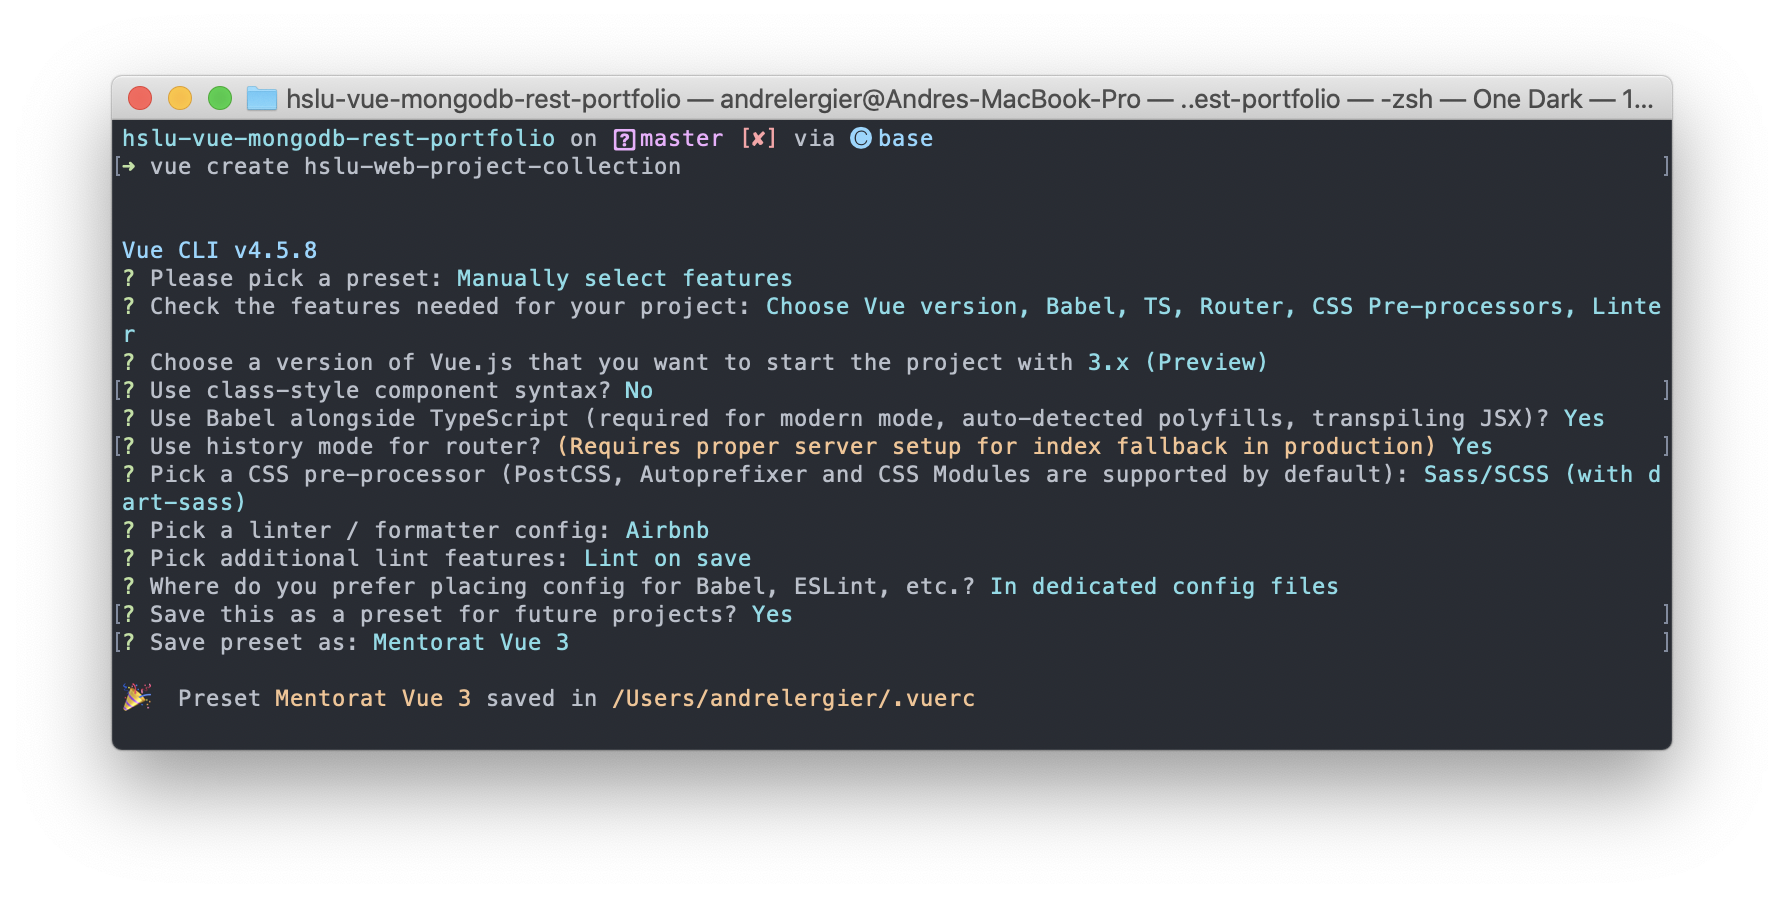 hslu-vue-mongodb-rest-portfolio — andrelergier@Andres-MacBook-Pro — ..est-portfolio — -zsh — One Dark — 1...
hslu-vue-mongodb-rest-portfolio on [?]master [✘] via © base
[➜ vue create hslu-web-project-collection ]
Vue CLI v4.5.8
? Please pick a preset: Manually select features
? Check the features needed for your project: Choose Vue version, Babel, TS, Router, CSS Pre-processors, Linte
r
? Choose a version of Vue.js that you want to start the project with 3.x (Preview)
[? Use class-style component syntax? No ]
? Use Babel alongside TypeScript (required for modern mode, auto-detected polyfills, transpiling JSX)? Yes
[? Use history mode for router? (Requires proper server setup for index fallback in production) Yes ]
? Pick a CSS pre-processor (PostCSS, Autoprefixer and CSS Modules are supported by default): Sass/SCSS (with d
art-sass)
? Pick a linter / formatter config: Airbnb
? Pick additional lint features: Lint on save
? Where do you prefer placing config for Babel, ESLint, etc.? In dedicated config files
[? Save this as a preset for future projects? Yes ]
[? Save preset as: Mentorat Vue 3 ]
🎉 Preset Mentorat Vue 3 saved in /Users/andrelergier/.vuerc